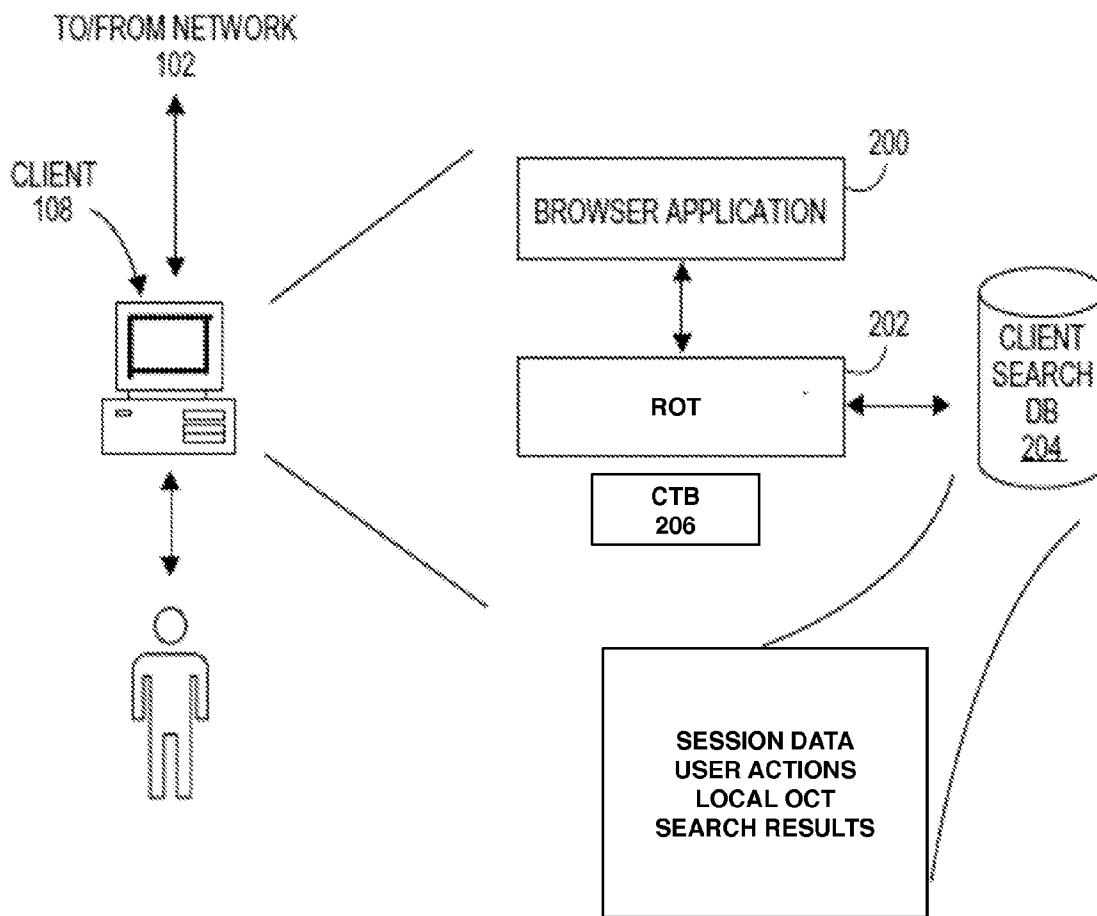 TO/FROM NETWORK
102
CLIENT
108
200
BROWSER APPLICATION
202
ROT
CLIENT
SEARCH
DB
204
CTB
206
SESSION DATA
USER ACTIONS
LOCAL OCT
SEARCH RESULTS